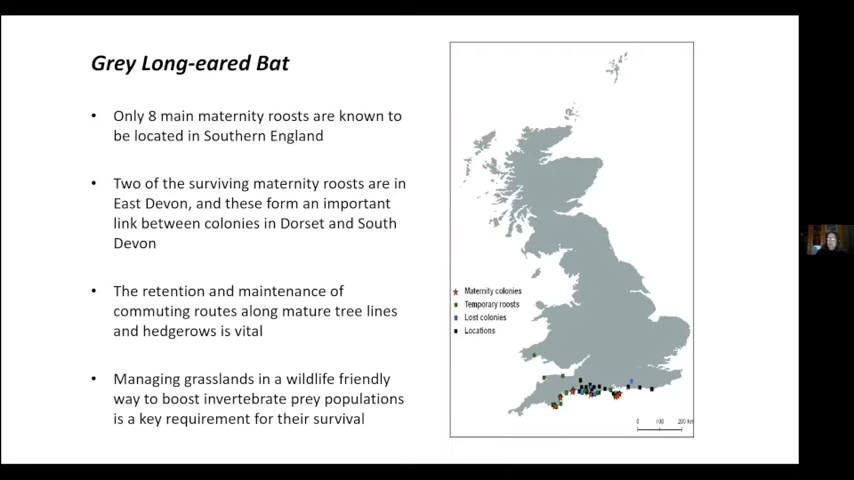 Grey Long-eared Bat
• Only 8 main maternity roosts are known to
be located in Southern England
• Two of the surviving maternity roosts are in
East Devon, and these form an important
link between colonies in Dorset and South
Devon
• The retention and maintenance of
commuting routes along mature tree lines
and hedgerows is vital
• Managing grasslands in a wildlife friendly
way to boost invertebrate prey populations
is a key requirement for their survival
Maternity colonies
Temporary roosts
Lost colonies
Locations
0 100 200 Km